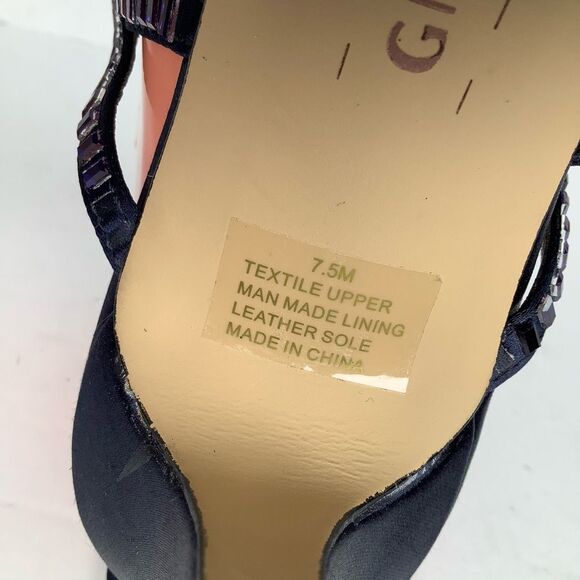 7.5M
TEXTILE UPPER
MAN MADE LINING
LEATHER SOLE
MADE IN CHINA